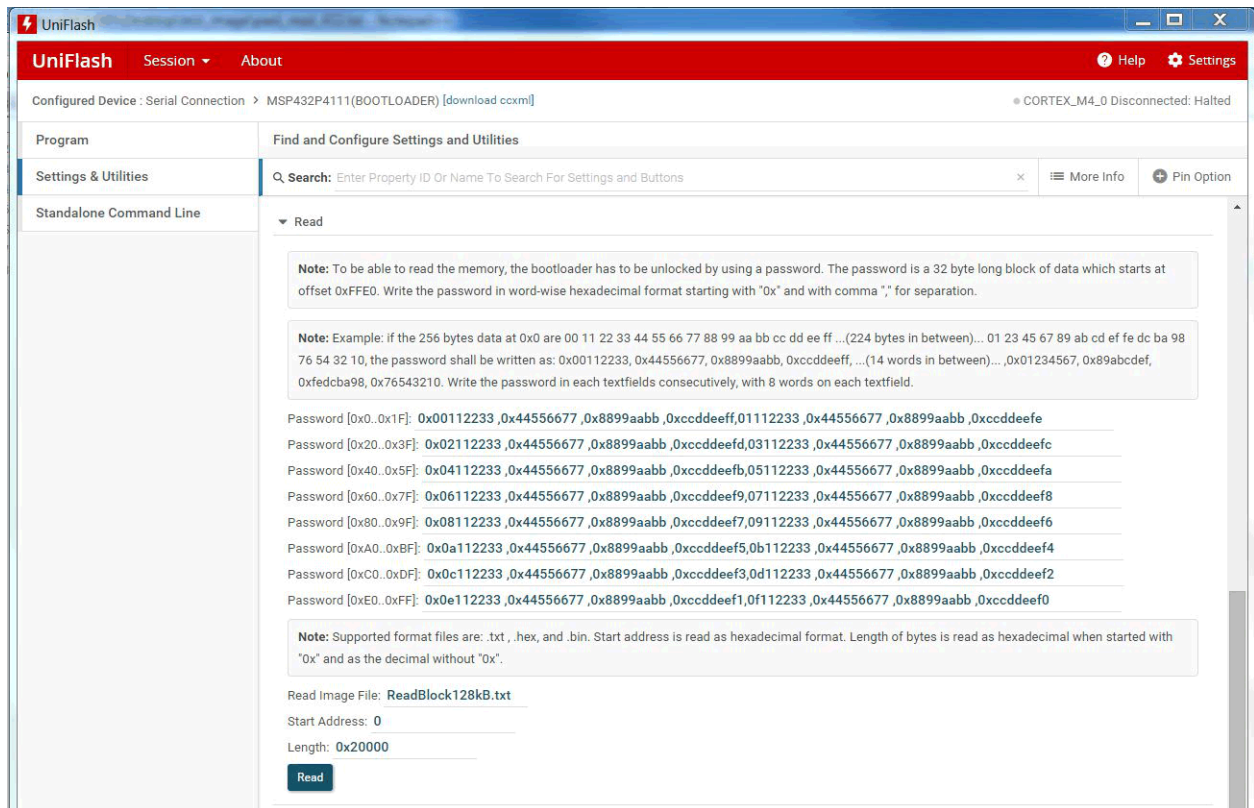 UniFlash
UniFlash Session About Help Settings
Configured Device : Serial Connection > MSP432P4111(BOOTLOADER) [download ccxml] CORTEX_M4_0 Disconnected: Halted
Program
Find and Configure Settings and Utilities
Settings & Utilities
Search: Enter Property ID Or Name To Search For Settings and Buttons × More Info Pin Option
Standalone Command Line
Read
Note: To be able to read the memory, the bootloader has to be unlocked by using a password. The password is a 32 byte long block of data which starts at
offset 0xFFE0. Write the password in word-wise hexadecimal format starting with "0x" and with comma "," for separation.
Note: Example: if the 256 bytes data at 0x0 are 00 11 22 33 44 55 66 77 88 99 aa bb cc dd ee ff ...(224 bytes in between)... 01 23 45 67 89 ab cd ef fe dc ba 98
76 54 32 10, the password shall be written as: 0x00112233, 0x44556677, 0x8899aabb, 0xccddeeff, ...(14 words in between)... ,0x01234567, 0x89abcdef,
0xfedcba98, 0x76543210. Write the password in each textfields consecutively, with 8 words on each textfield.
Password [0x0..0x1F]: 0x00112233 ,0x44556677 ,0x8899aabb ,0xccddeeff,01112233 ,0x44556677 ,0x8899aabb ,0xccddeefe
Password [0x20..0x3F]: 0x02112233 ,0x44556677 ,0x8899aabb ,0xccddeefd,03112233 ,0x44556677 ,0x8899aabb ,0xccddeefc
Password [0x40..0x5F]: 0x04112233 ,0x44556677 ,0x8899aabb ,0xccddeefb,05112233 ,0x44556677 ,0x8899aabb ,0xccddeefa
Password [0x60..0x7F]: 0x06112233 ,0x44556677 ,0x8899aabb ,0xccddeef9,07112233 ,0x44556677 ,0x8899aabb ,0xccddeef8
Password [0x80..0x9F]: 0x08112233 ,0x44556677 ,0x8899aabb ,0xccddeef7,09112233 ,0x44556677 ,0x8899aabb ,0xccddeef6
Password [0xA0..0xBF]: 0x0a112233 ,0x44556677 ,0x8899aabb ,0xccddeef5,0b112233 ,0x44556677 ,0x8899aabb ,0xccddeef4
Password [0xC0..0xDF]: 0x0c112233 ,0x44556677 ,0x8899aabb ,0xccddeef3,0d112233 ,0x44556677 ,0x8899aabb ,0xccddeef2
Password [0xE0..0xFF]: 0x0e112233 ,0x44556677 ,0x8899aabb ,0xccddeef1,0f112233 ,0x44556677 ,0x8899aabb ,0xccddeef0
Note: Supported format files are: .txt , .hex, and .bin. Start address is read as hexadecimal format. Length of bytes is read as hexadecimal when started with
"0x" and as the decimal without "0x".
Read Image File: ReadBlock128kB.txt
Start Address: 0
Length: 0x20000
Read